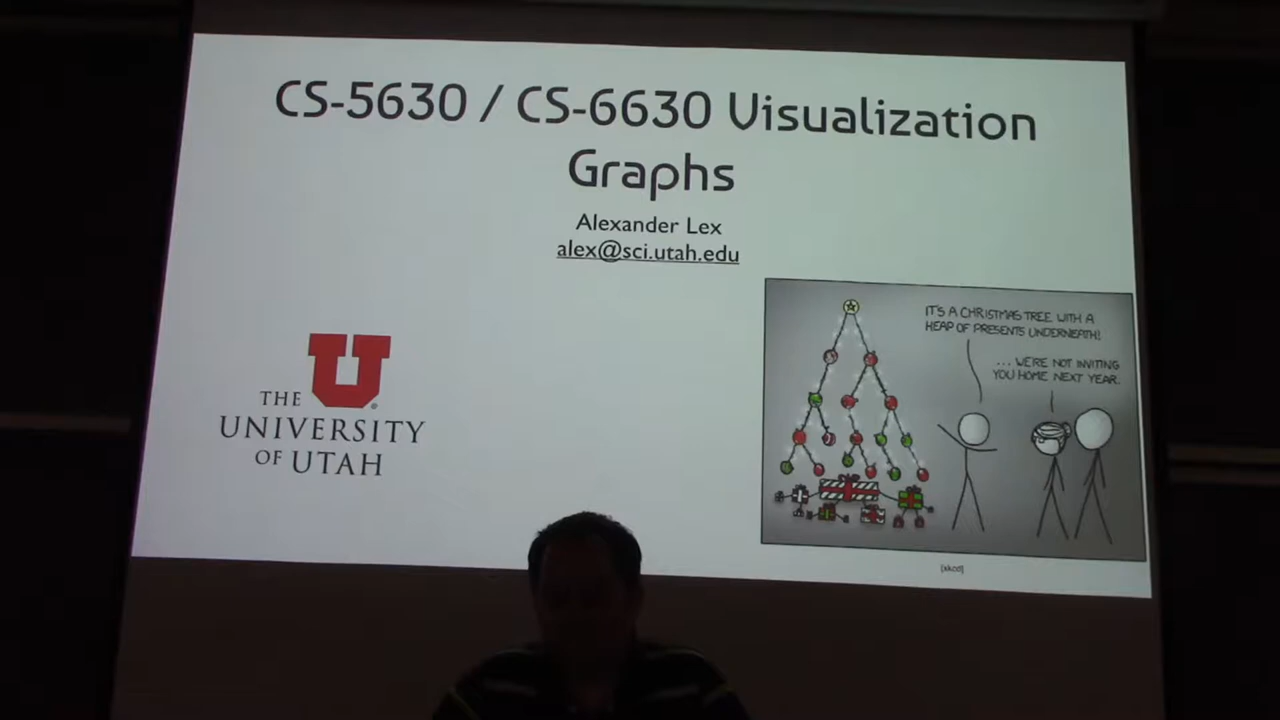 CS-5630 / CS-6630 Visualization
Graphs
Alexander Lex
alex@sci.utah.edu
IT'S A CHRISTMAS TREE WITH A
HEAP OF PRESENTS UNDERNEATH!
... WE'RE NOT INVITING
YOU HOME NEXT YEAR.
U
THE
UNIVERSITY
OF UTAH
[xkcd]